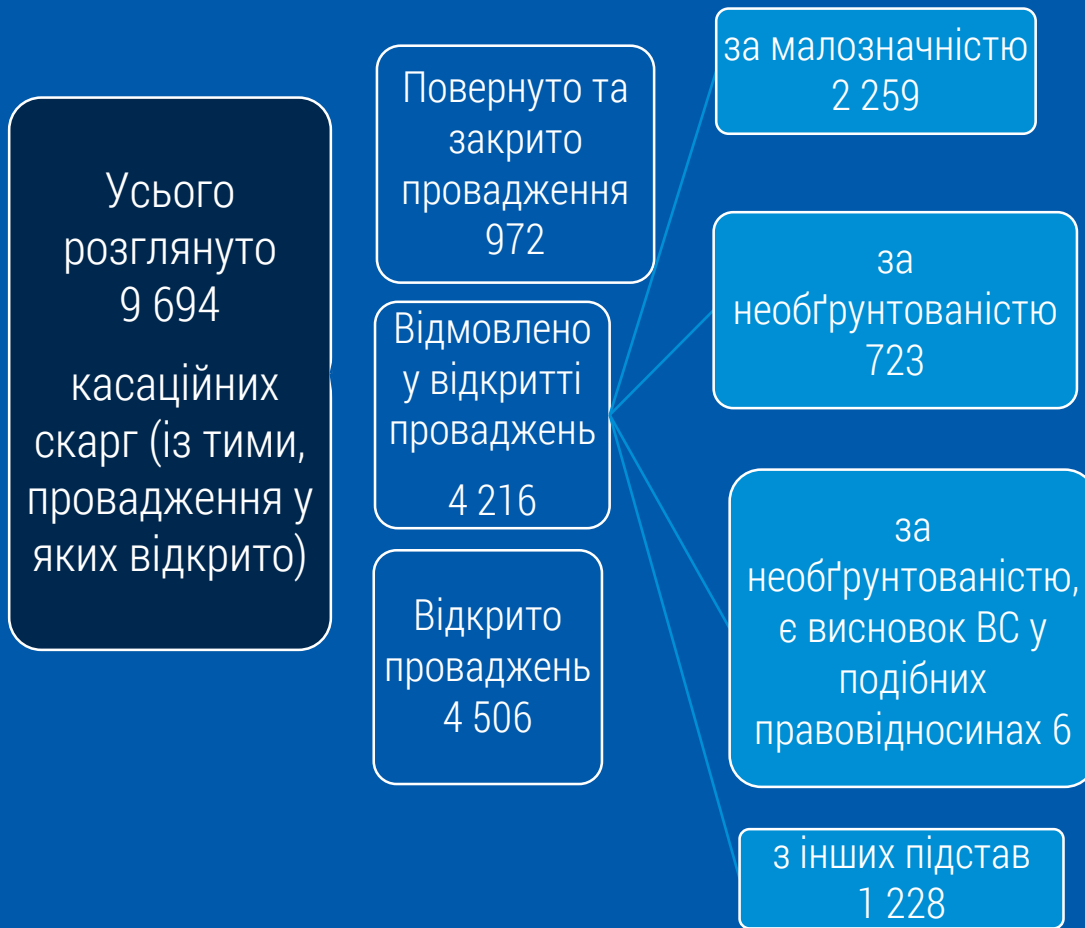 Усього
розглянуто
9 694
касаційних
скарг (із тими,
провадження у
яких відкрито)
Повернуто та
закрито
провадження
972
Відмовлено
у відкритті
проваджень
4 216
Відкрито
проваджень
4 506
за малозначністю
2 259
за
необґрунтованістю
723
за
необґрунтованістю,
є висновок ВС у
подібних
правовідносинах 6
з інших підстав
1 228